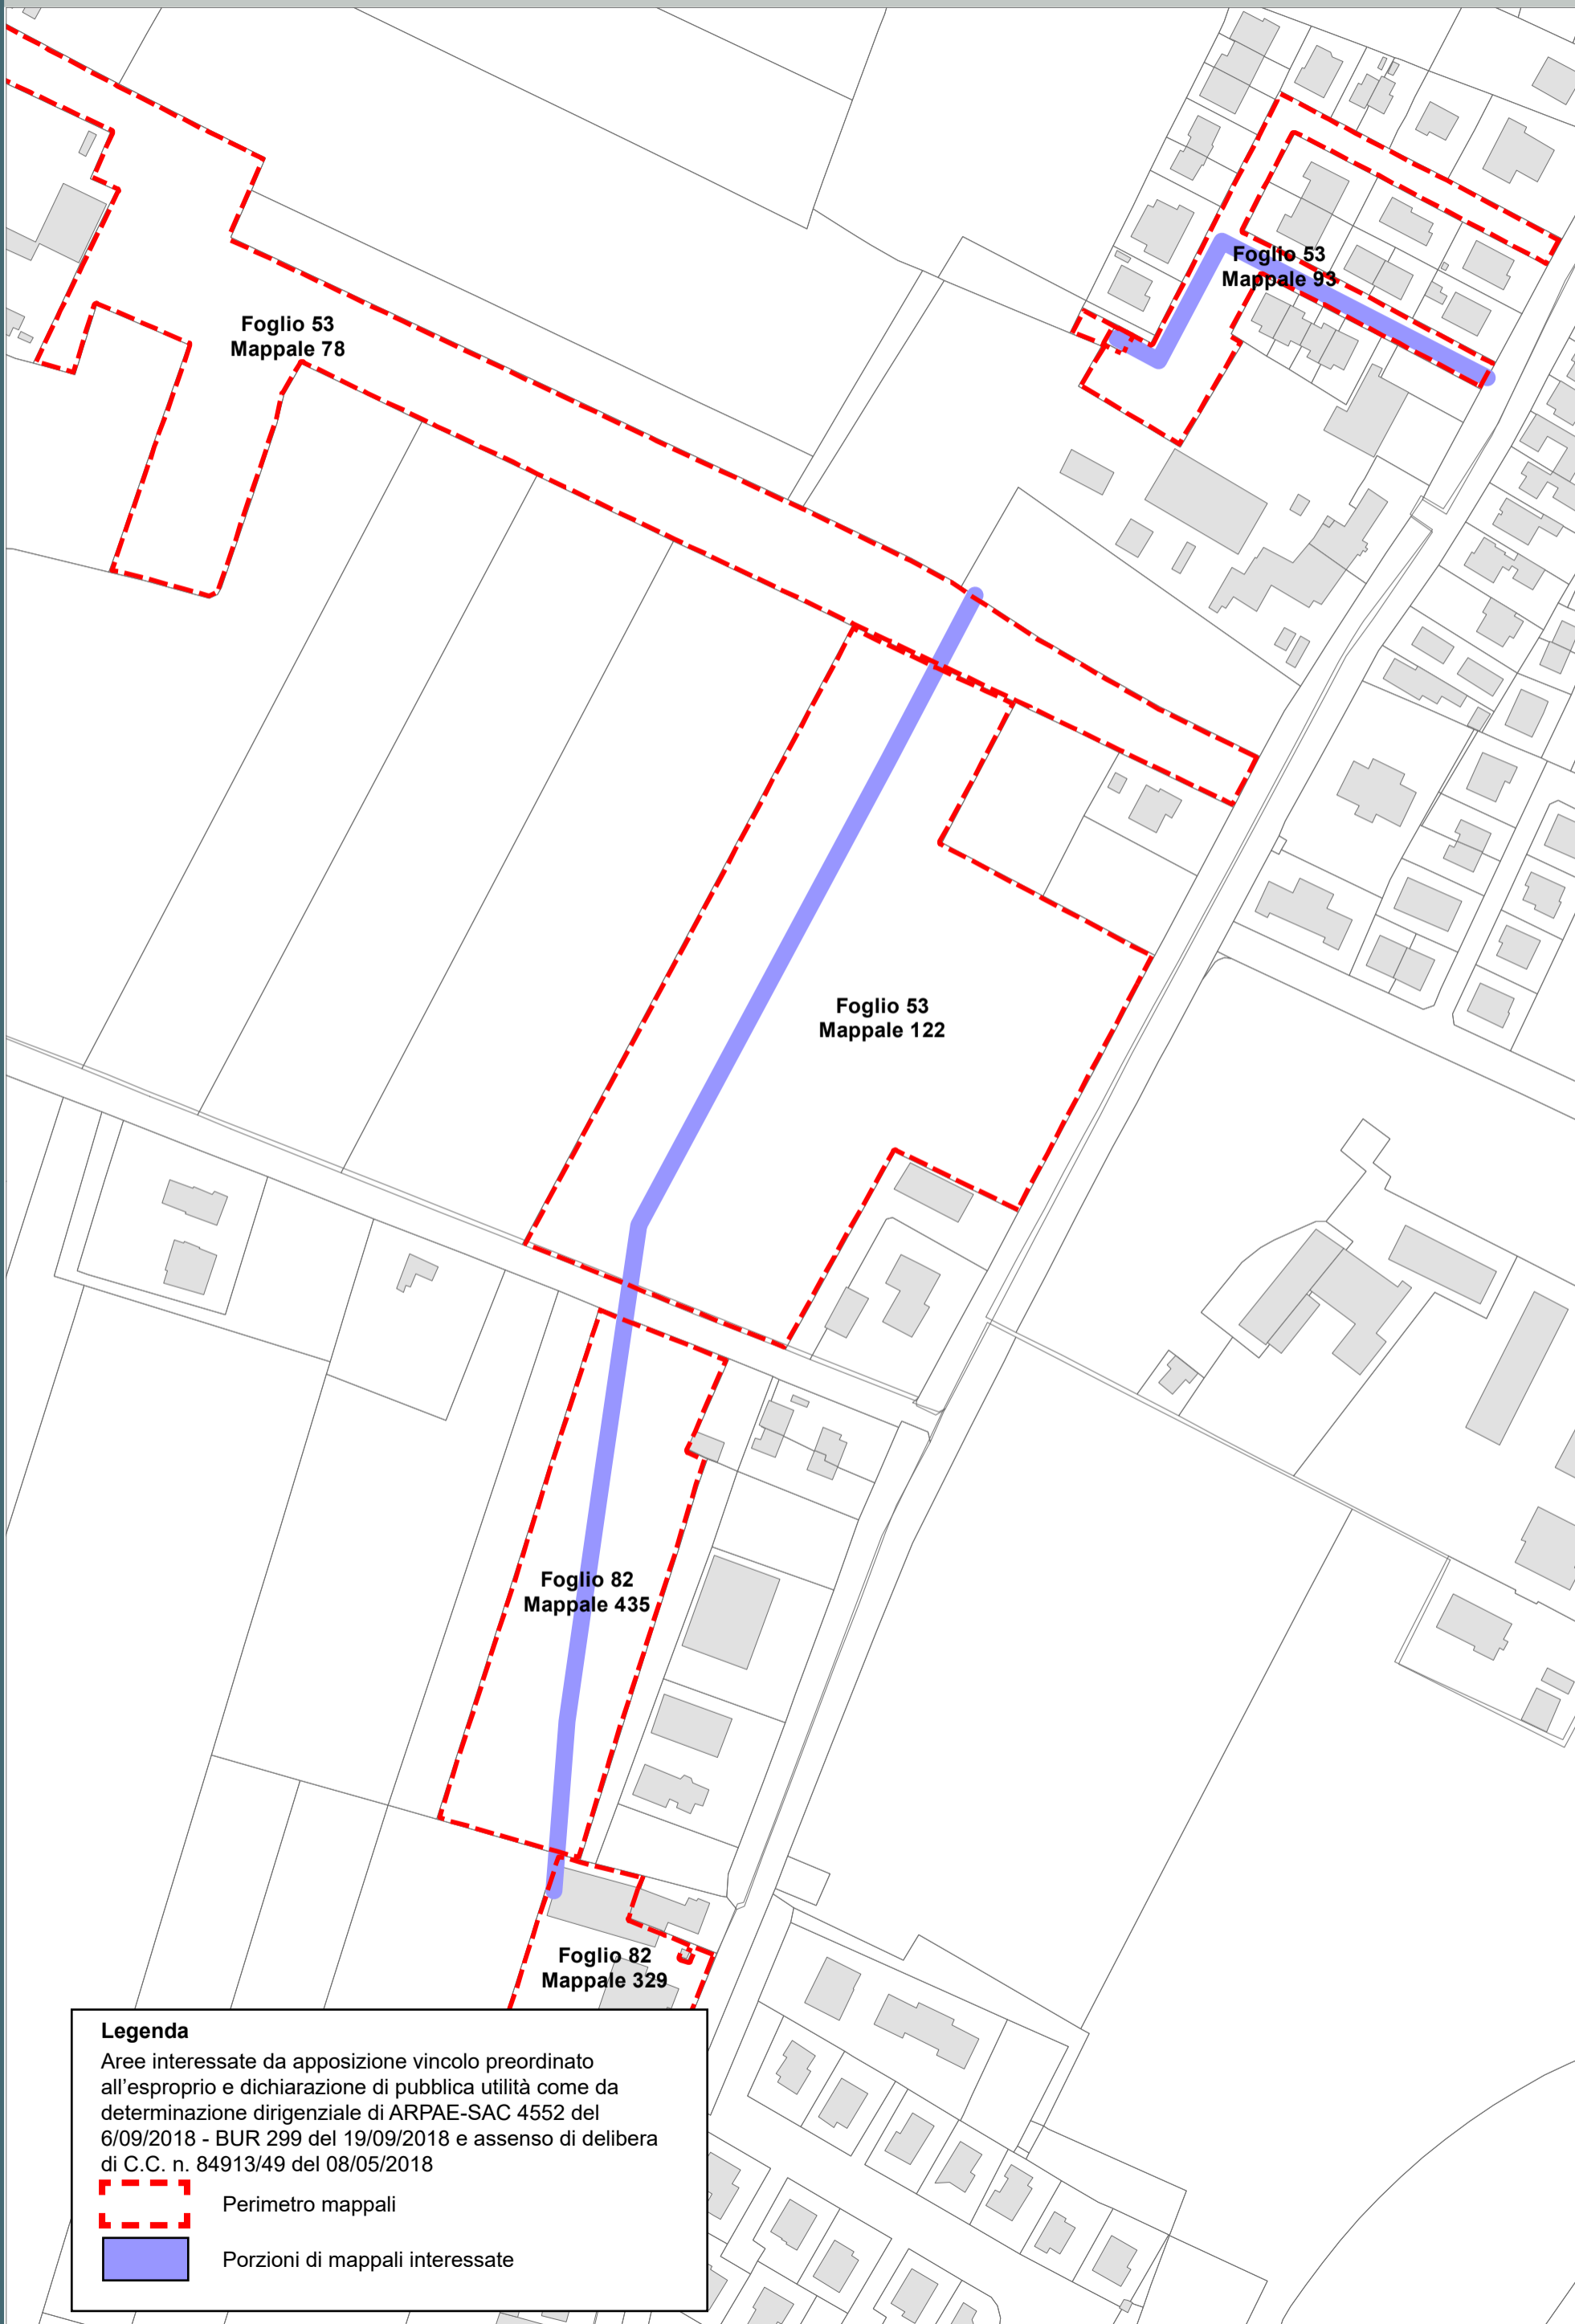 Foglio 53
Mappale 93
Foglio 53
Mappale 78
Foglio 53
Mappale 122
Foglio 82
Mappale 435
Foglio 82
Mappale 329
Legenda
Aree interessate da apposizione vincolo preordinato
all’esproprio e dichiarazione di pubblica utilità come da
determinazione dirigenziale di ARPAE-SAC 4552 del
6/09/2018 - BUR 299 del 19/09/2018 e assenso di delibera
di C.C. n. 84913/49 del 08/05/2018
Perimetro mappali
Porzioni di mappali interessate